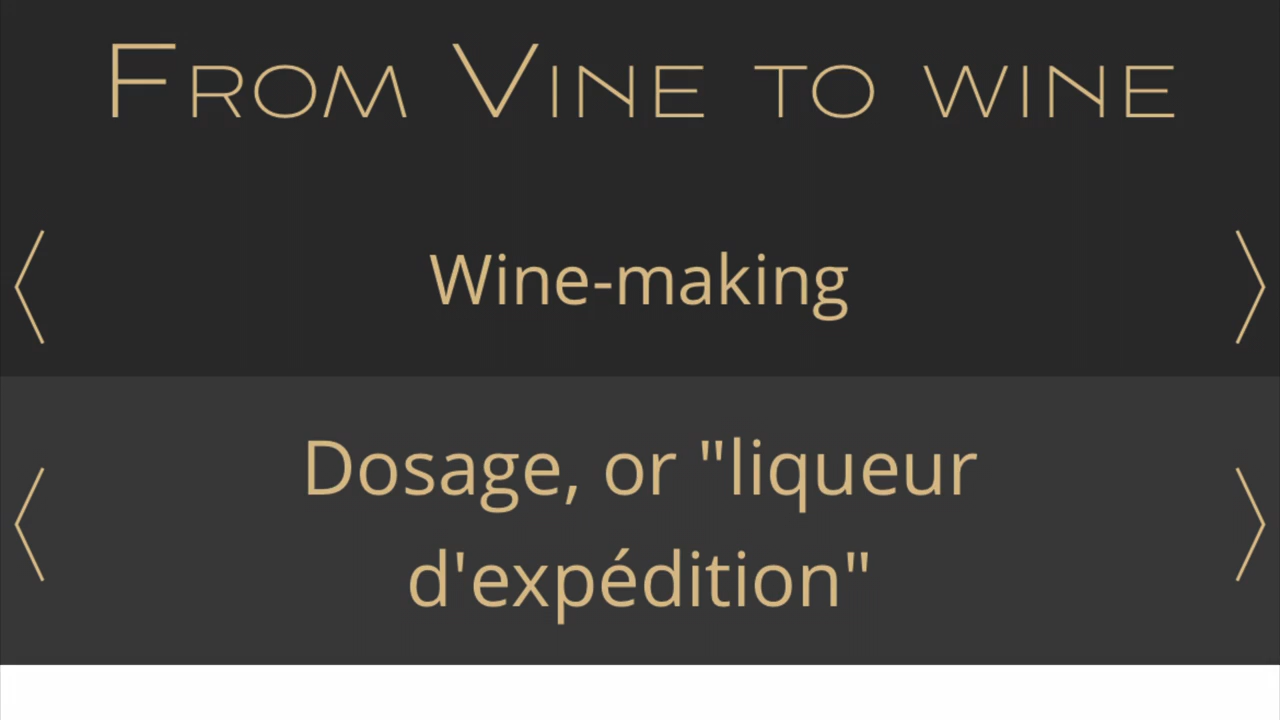 From Vine to wine
Wine-making
Dosage, or "liqueur
d'expédition"